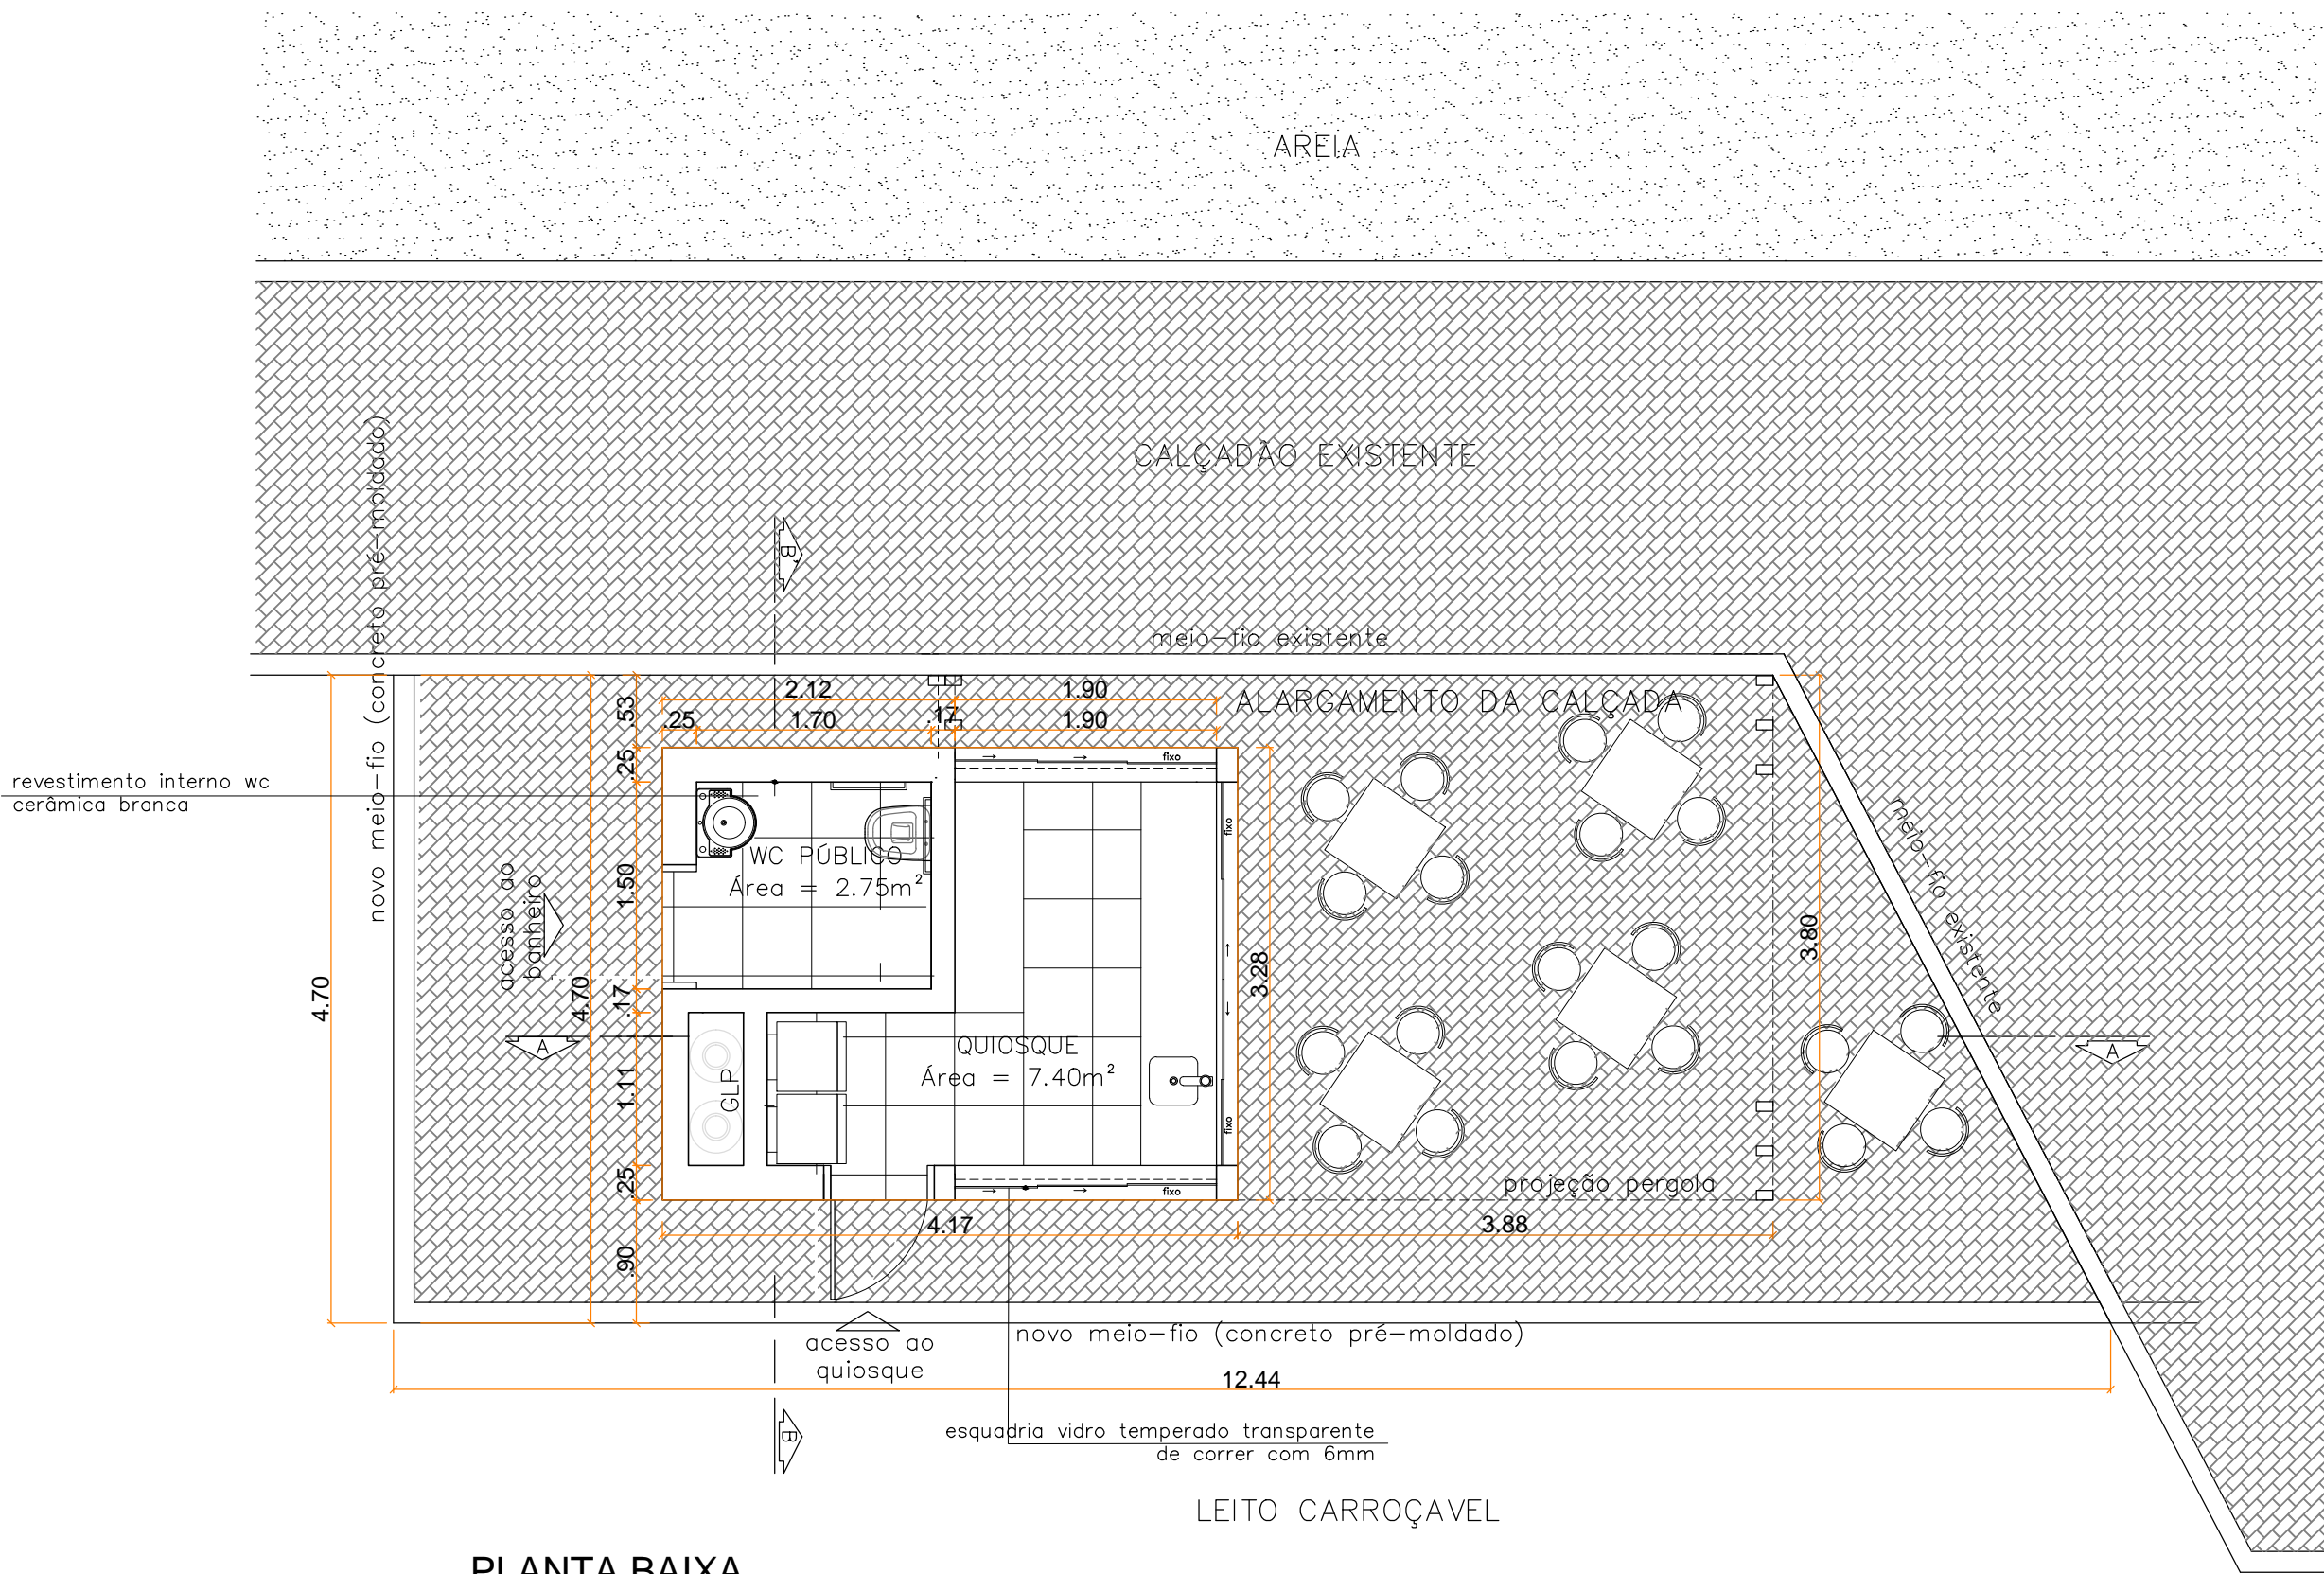 AREIA
CALÇADÃO EXISTENTE
novo meio-fio (concreto pré-moldado)
B'
meio-fio existente
2.12
1.90
ALARGAMENTO DA CALÇADA
.53
.25
1.70
.17
1.90
.25
fixo
revestimento interno wc
cerâmica branca
fixo
meio-fio existente
WC PÚBLICO
Área = 2.75m²
1.50
acesso ao
banheiro
3.80
3.28
4.70
4.70
.17
A
QUIOSQUE
Área = 7.40m²
A
GLP
1.11
fixo
.25
fixo
projeção pergola
4.17
3.88
.90
acesso ao
quiosque
novo meio-fio (concreto pré-moldado)
12.44
B
esquadria vidro temperado transparente
de correr com 6mm
LEITO CARROÇAVEL
PLANTA BAIXA